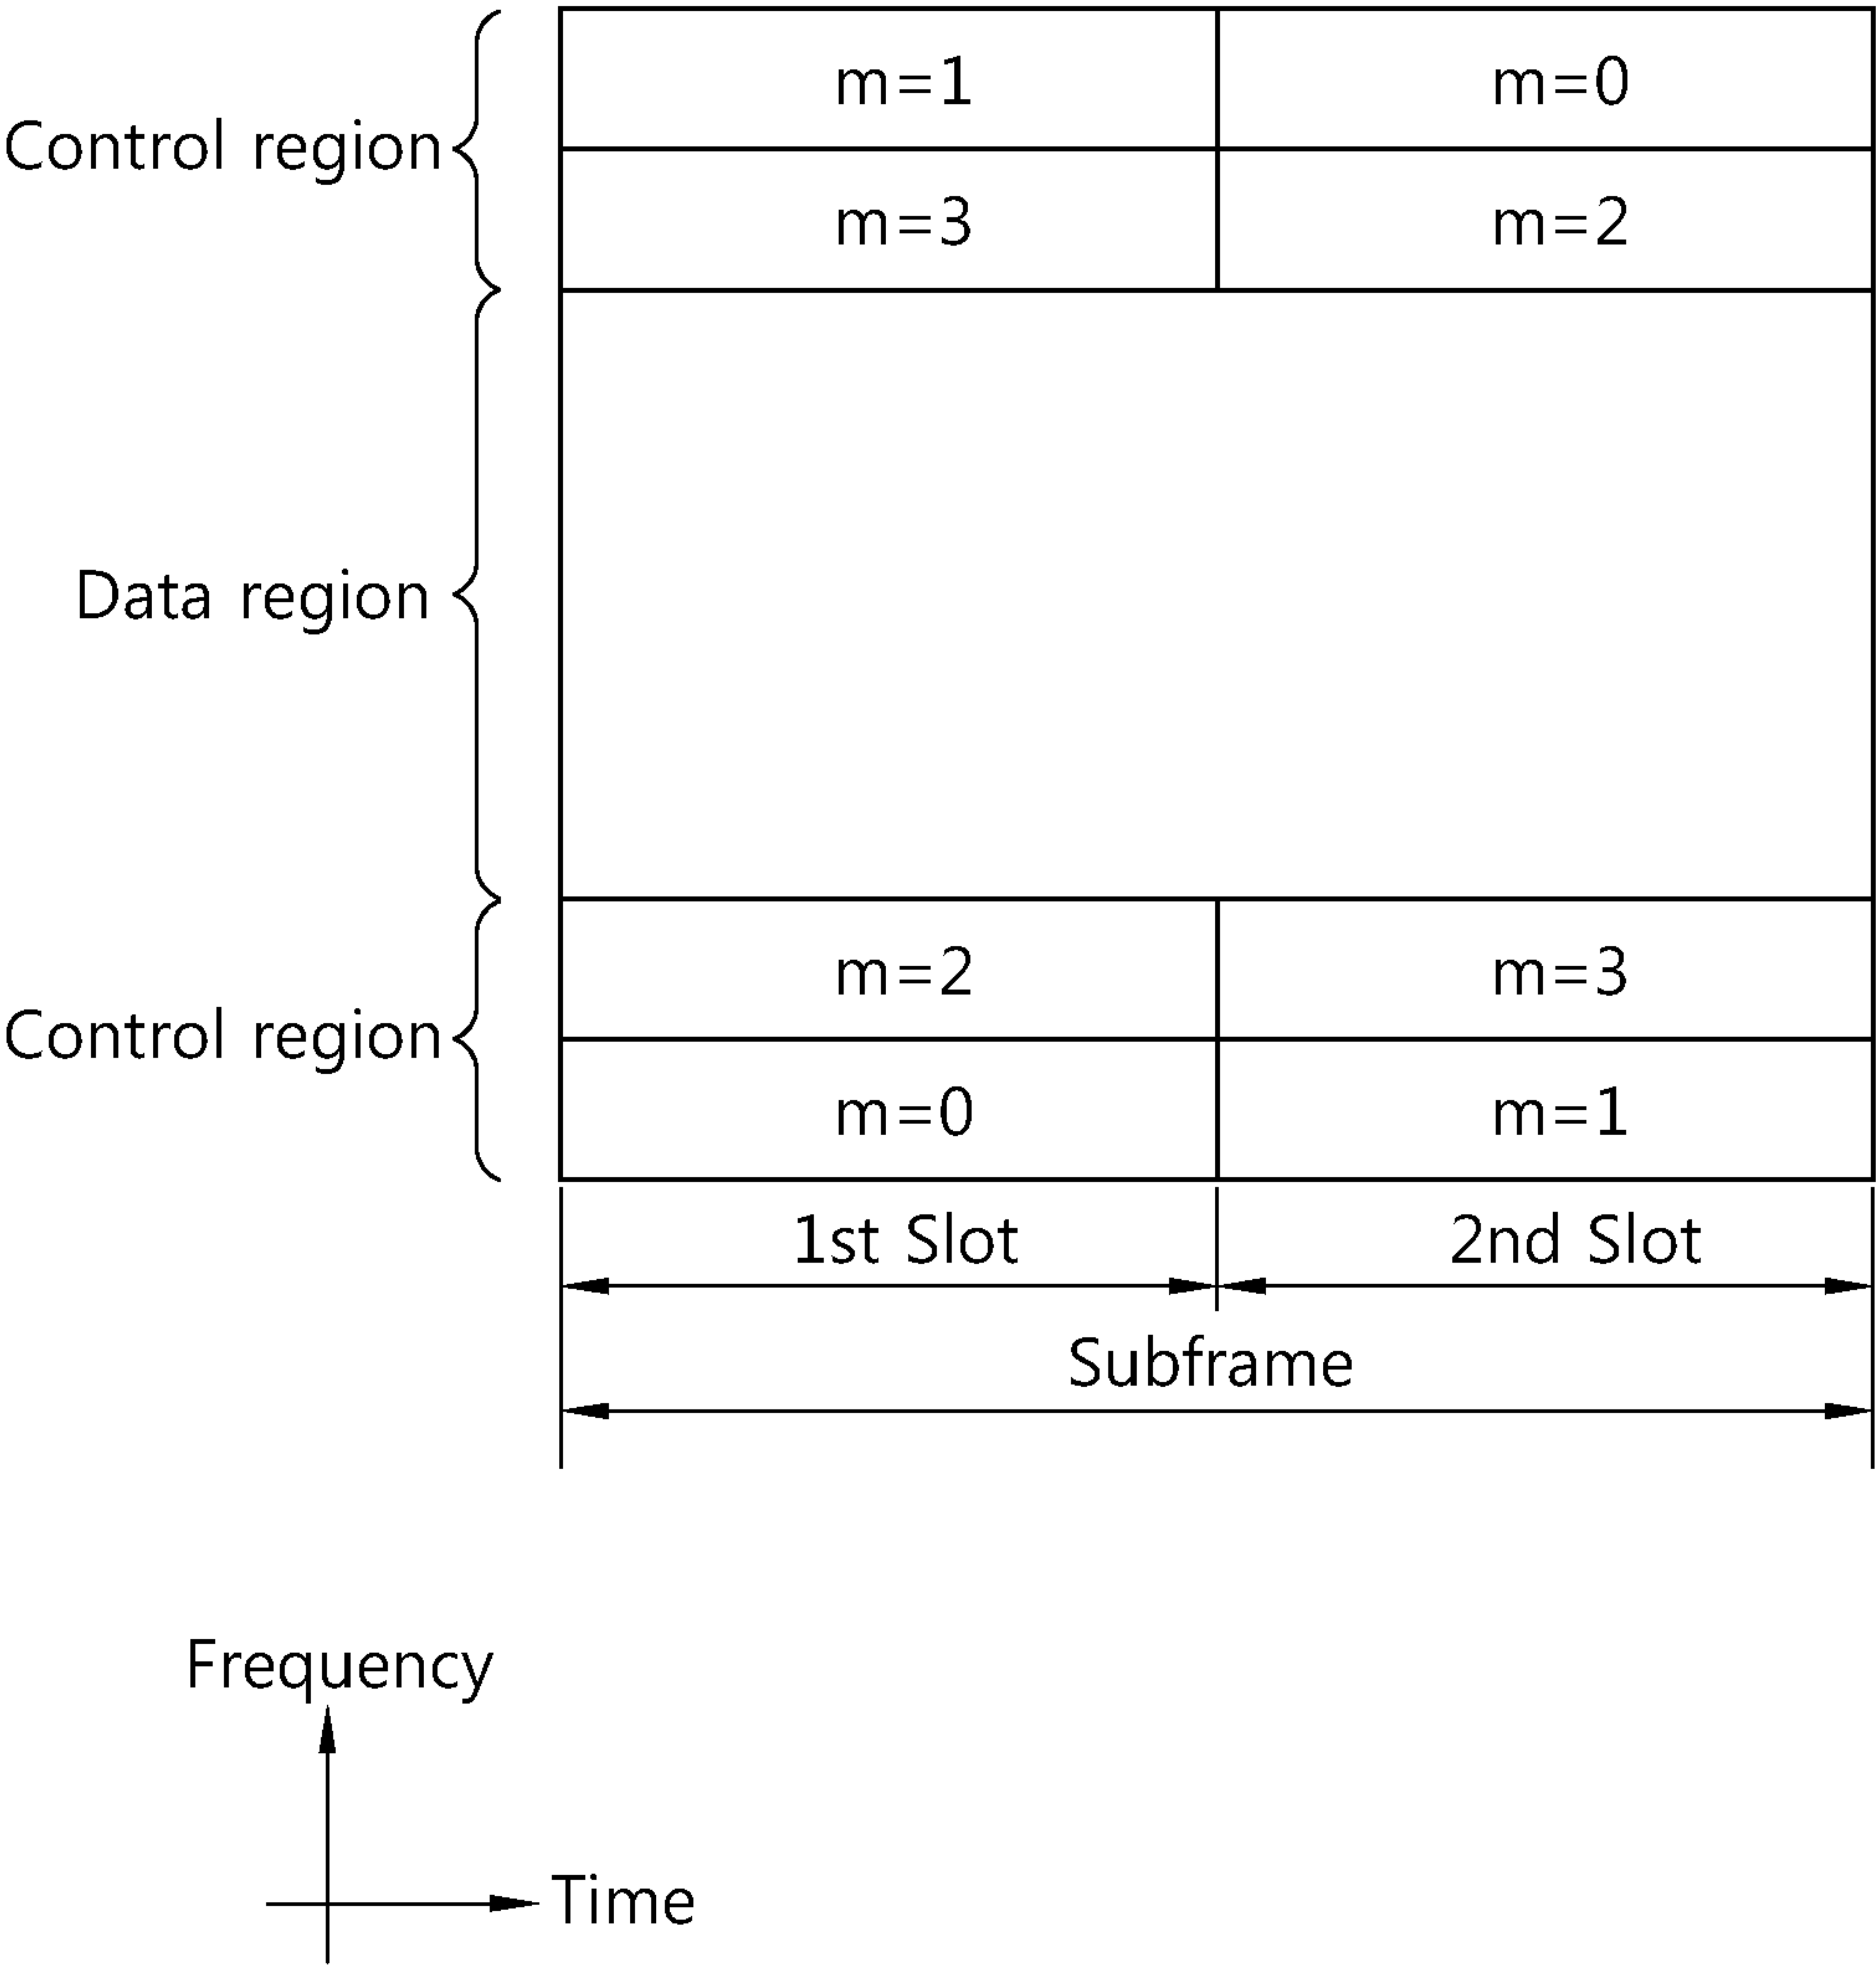 m=1 m=0
Control region
m=3 m=2
Data region
m=2 m=3
Control region
m=0 m=1
1st Slot 2nd Slot
Subframe
Frequency
Time